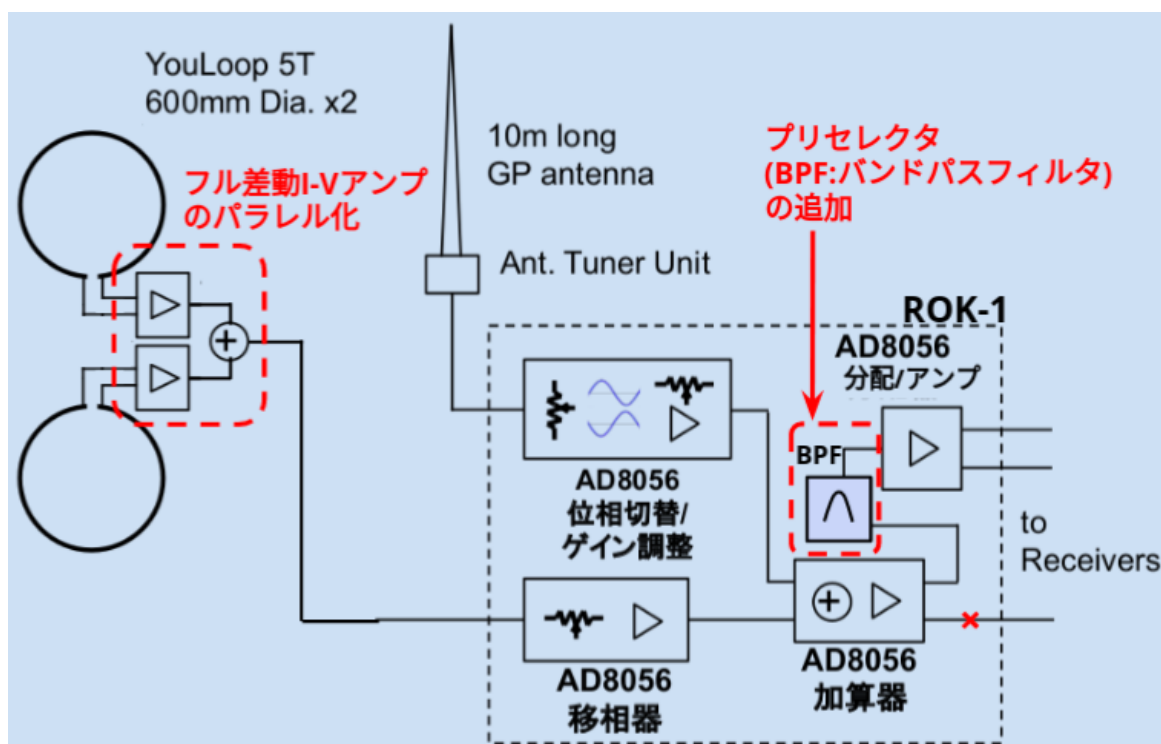 YouLoop 5T
600mm Dia. x2
フル差動I-Vアンプ
のパラレル化
10m long
GP antenna
Ant. Tuner Unit
プリセレクタ
(BPF:バンドパスフィルタ)
の追加
ROK-1
AD8056
分配/アンプ
BPF
AD8056
位相切替/
ゲイン調整
to
Receivers
AD8056
移相器
AD8056
加算器